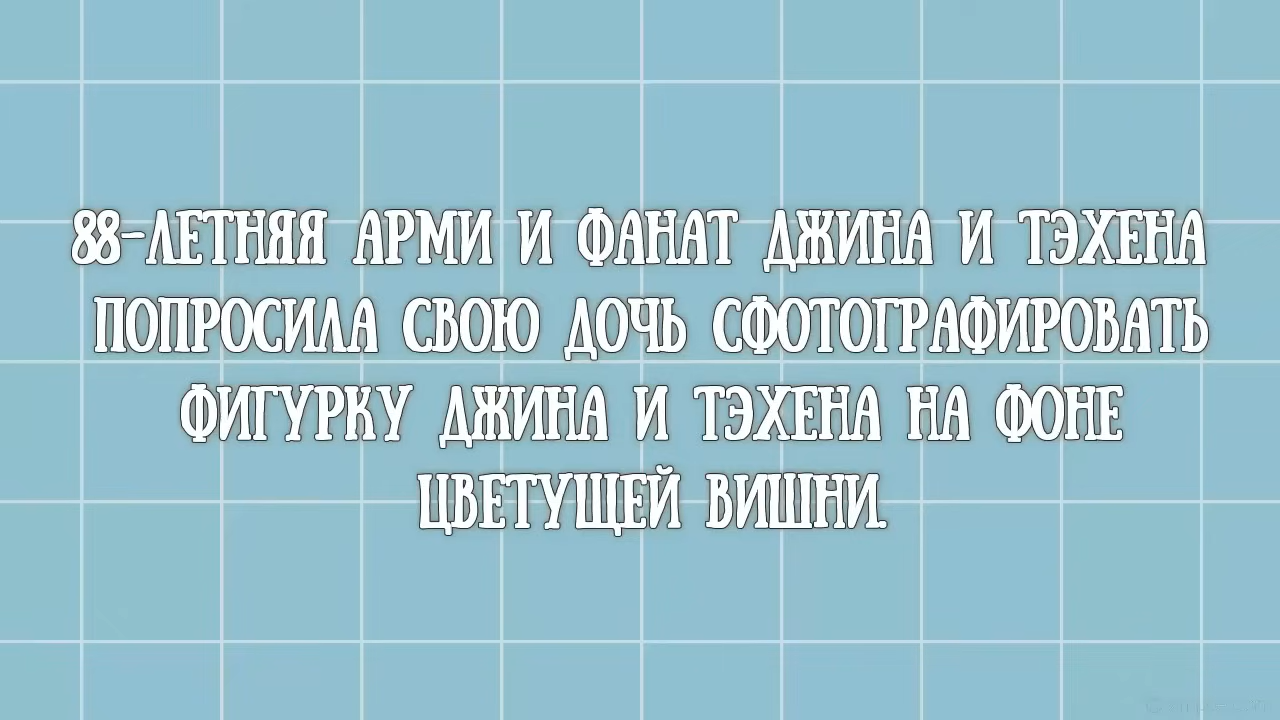 88-ЛЕТНЯЯ АРМИ И ФАНАТ ДЖИНА И ТЭХЕНА
ПОПРОСИЛА СВОЮ ДОЧЬ СФОТОГРАФИРОВАТЬ
ФИГУРКУ ДЖИНА И ТЭХЕНА НА ФОНЕ
ЦВЕТУЩЕЙ ВИШНИ.